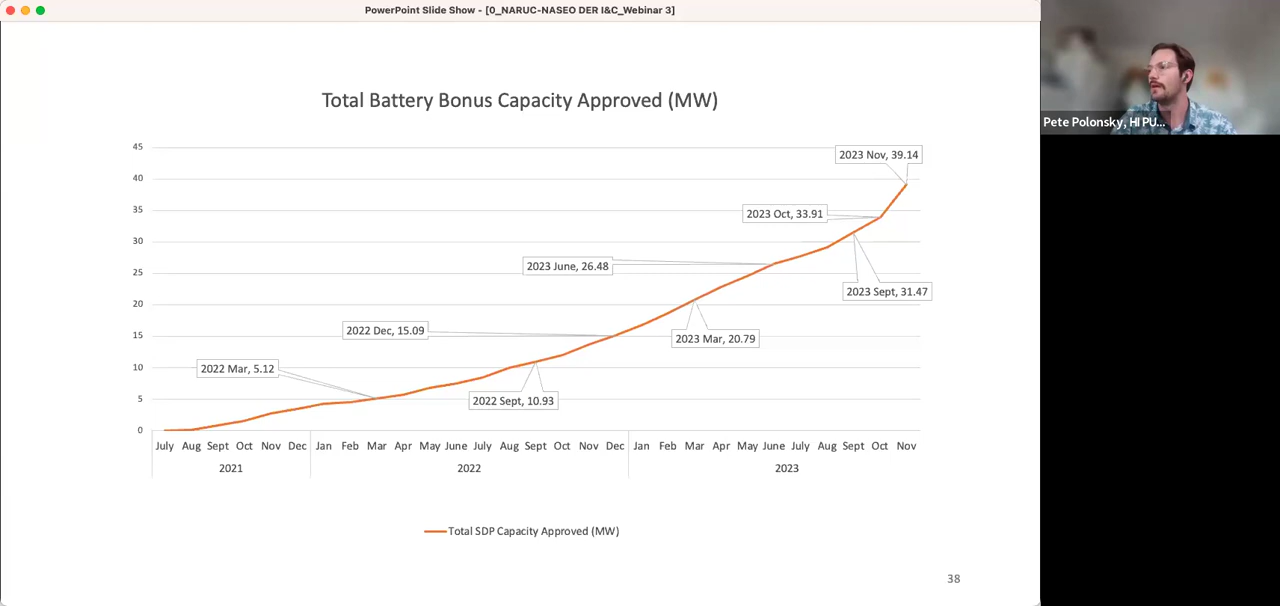 PowerPoint Slide Show - [0_NARUC-NASEO DER I&C_Webinar 3]
Pete Polonsky, HI PU...
Total Battery Bonus Capacity Approved (MW)
45
40
35
30
25
20
15
10
5
0
2023 Nov, 39.14
2023 Oct, 33.91
2023 June, 26.48
2023 Sept, 31.47
2022 Dec, 15.09
2023 Mar, 20.79
2022 Mar, 5.12
2022 Sept, 10.93
July Aug Sept Oct Nov Dec Jan Feb Mar Apr May June July Aug Sept Oct Nov Dec Jan Feb Mar Apr May June July Aug Sept Oct Nov
2021 2022 2023
Total SDP Capacity Approved (MW)
38